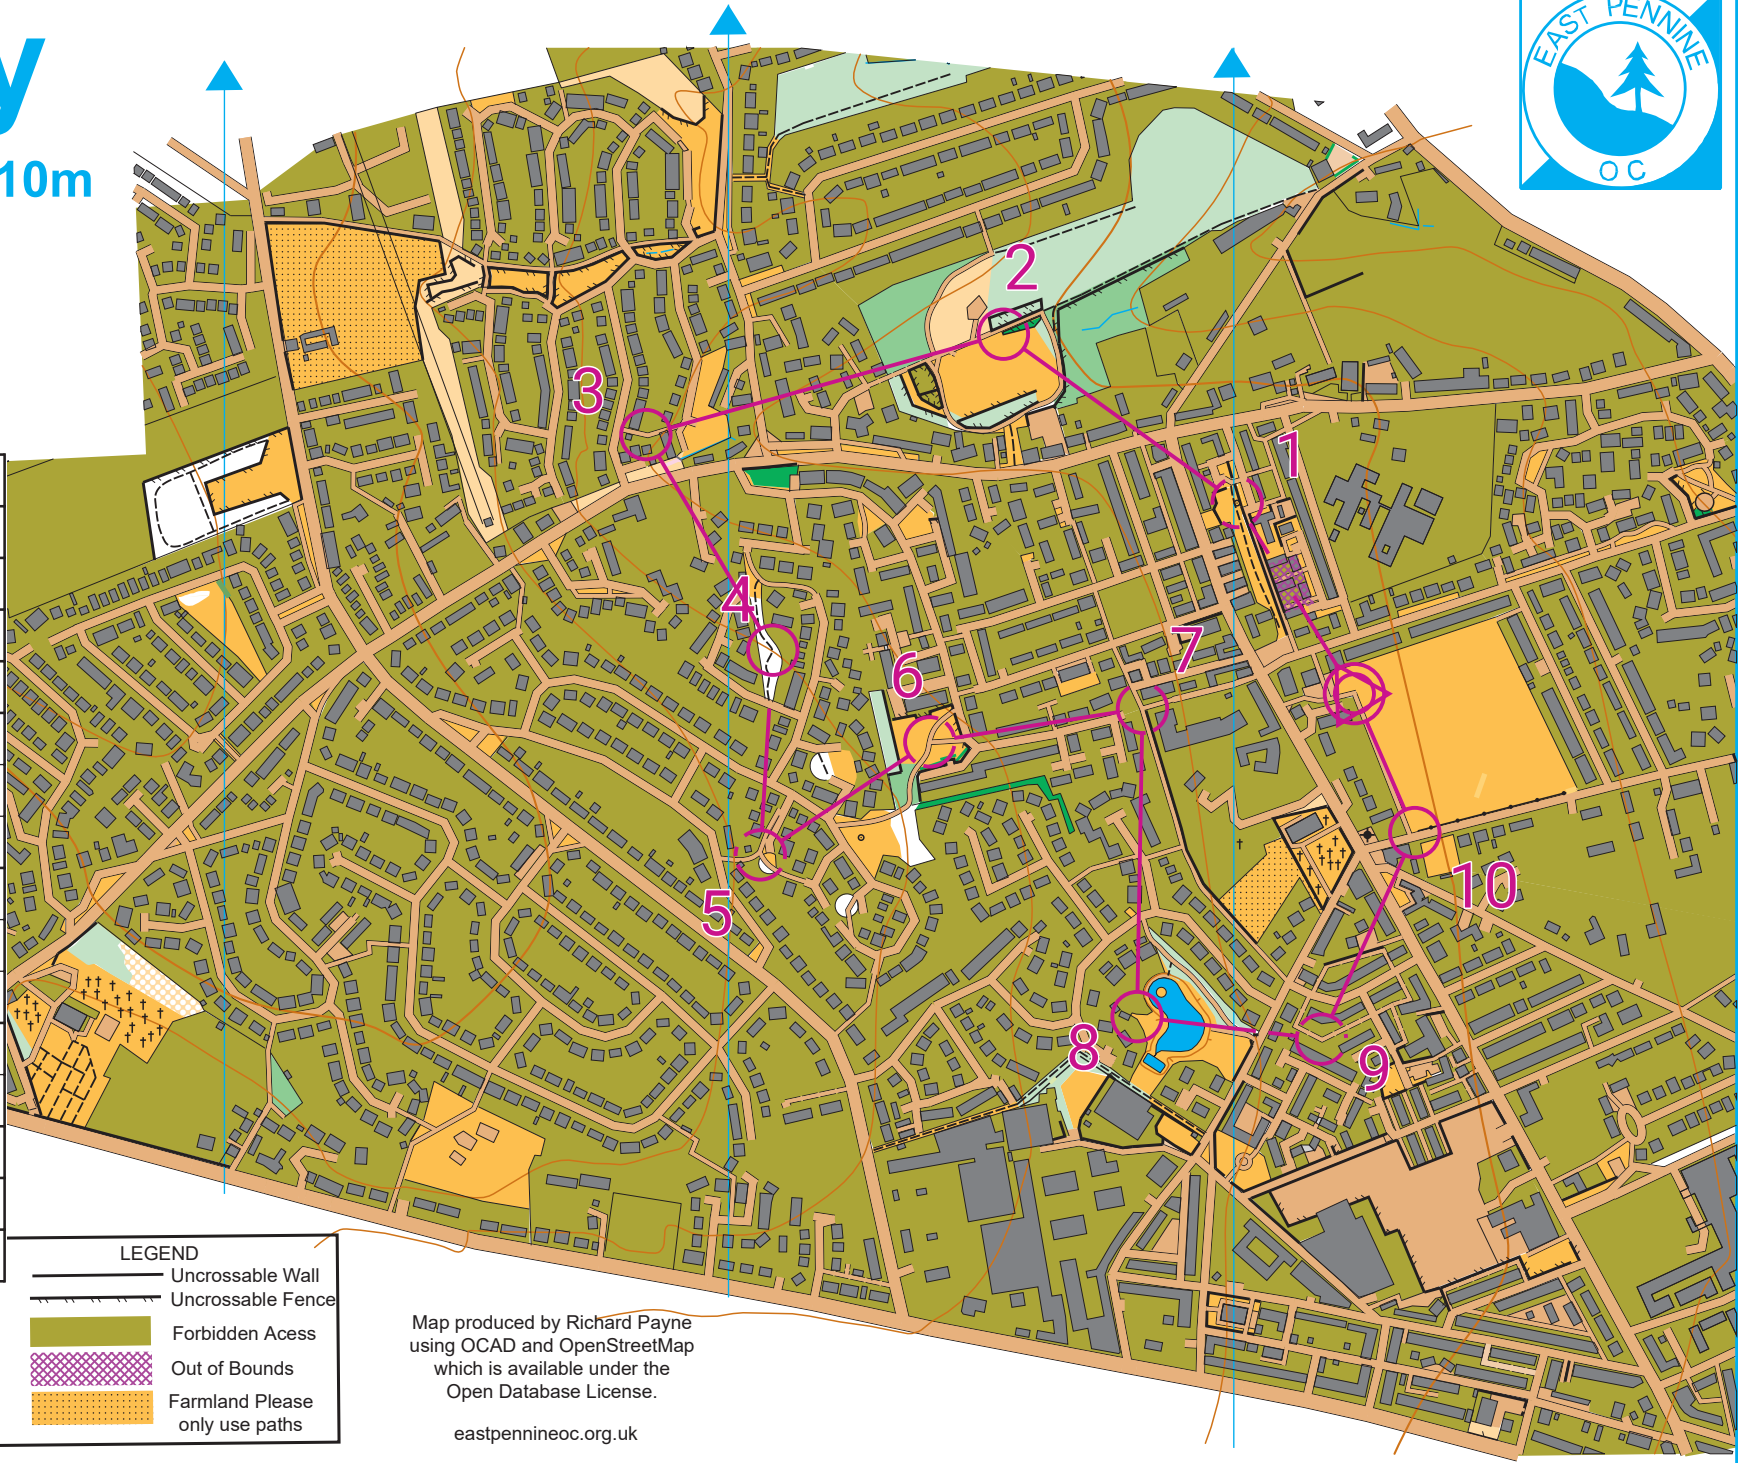 y
10m
EAST PENNINE
OC
2
3
1
4
7
6
10
5
8
9
LEGEND
Uncrossable Wall
Uncrossable Fence
Forbidden Acess
Out of Bounds
Farmland Please
only use paths
Map produced by Richard Payne
using OCAD and OpenStreetMap
which is available under the
Open Database License.
eastpennineoc.org.uk